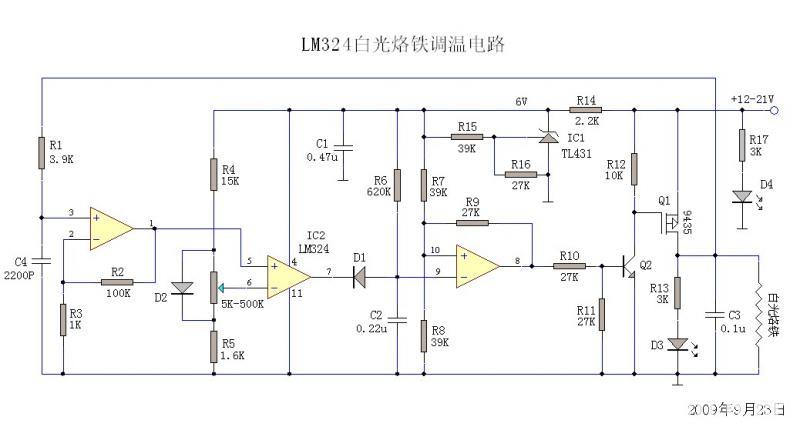 LM324白光烙铁调温电路
+12-21V
6V
R14
2.2K
R1
3.9K
R4
15K
C1
0.47u
R15
39K
IC1
TL431
R16
27K
R17
3K
D4
R6
620K
R7
39K
R12
10K
Q1
9435
R9
27K
3
2
1
C4
2200P
R2
100K
R3
1K
D2
5K-500K
R5
1.6K
IC2
LM324
5
6
4
11
7
D1
C2
0.22u
10
9
8
R8
39K
R10
27K
R11
27K
Q2
R13
3K
D3
C3
0.1u
白光烙铁
2009年9月23日